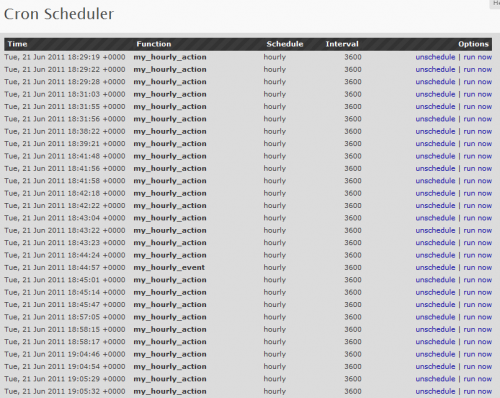 He
Cron Scheduler
Time Function Schedule Interval Options
Tue, 21 Jun 2011 18:29:19 +0000 my_hourly_action hourly 3600 unschedule | run now
Tue, 21 Jun 2011 18:29:22 +0000 my_hourly_action hourly 3600 unschedule | run now
Tue, 21 Jun 2011 18:29:28 +0000 my_hourly_action hourly 3600 unschedule | run now
Tue, 21 Jun 2011 18:31:03 +0000 my_hourly_action hourly 3600 unschedule | run now
Tue, 21 Jun 2011 18:31:55 +0000 my_hourly_action hourly 3600 unschedule | run now
Tue, 21 Jun 2011 18:31:56 +0000 my_hourly_action hourly 3600 unschedule | run now
Tue, 21 Jun 2011 18:38:22 +0000 my_hourly_action hourly 3600 unschedule | run now
Tue, 21 Jun 2011 18:39:21 +0000 my_hourly_action hourly 3600 unschedule | run now
Tue, 21 Jun 2011 18:41:48 +0000 my_hourly_action hourly 3600 unschedule | run now
Tue, 21 Jun 2011 18:41:56 +0000 my_hourly_action hourly 3600 unschedule | run now
Tue, 21 Jun 2011 18:41:58 +0000 my_hourly_action hourly 3600 unschedule | run now
Tue, 21 Jun 2011 18:42:18 +0000 my_hourly_action hourly 3600 unschedule | run now
Tue, 21 Jun 2011 18:42:22 +0000 my_hourly_action hourly 3600 unschedule | run now
Tue, 21 Jun 2011 18:43:04 +0000 my_hourly_action hourly 3600 unschedule | run now
Tue, 21 Jun 2011 18:43:22 +0000 my_hourly_action hourly 3600 unschedule | run now
Tue, 21 Jun 2011 18:43:23 +0000 my_hourly_action hourly 3600 unschedule | run now
Tue, 21 Jun 2011 18:44:24 +0000 my_hourly_action hourly 3600 unschedule | run now
Tue, 21 Jun 2011 18:44:57 +0000 my_hourly_event hourly 3600 unschedule | run now
Tue, 21 Jun 2011 18:45:01 +0000 my_hourly_action hourly 3600 unschedule | run now
Tue, 21 Jun 2011 18:45:14 +0000 my_hourly_action hourly 3600 unschedule | run now
Tue, 21 Jun 2011 18:45:47 +0000 my_hourly_action hourly 3600 unschedule | run now
Tue, 21 Jun 2011 18:57:05 +0000 my_hourly_action hourly 3600 unschedule | run now
Tue, 21 Jun 2011 18:58:15 +0000 my_hourly_action hourly 3600 unschedule | run now
Tue, 21 Jun 2011 18:58:17 +0000 my_hourly_action hourly 3600 unschedule | run now
Tue, 21 Jun 2011 19:04:46 +0000 my_hourly_action hourly 3600 unschedule | run now
Tue, 21 Jun 2011 19:04:54 +0000 my_hourly_action hourly 3600 unschedule | run now
Tue, 21 Jun 2011 19:05:29 +0000 my_hourly_action hourly 3600 unschedule | run now
Tue, 21 Jun 2011 19:05:32 +0000 my_hourly_action hourly 3600 unschedule | run now